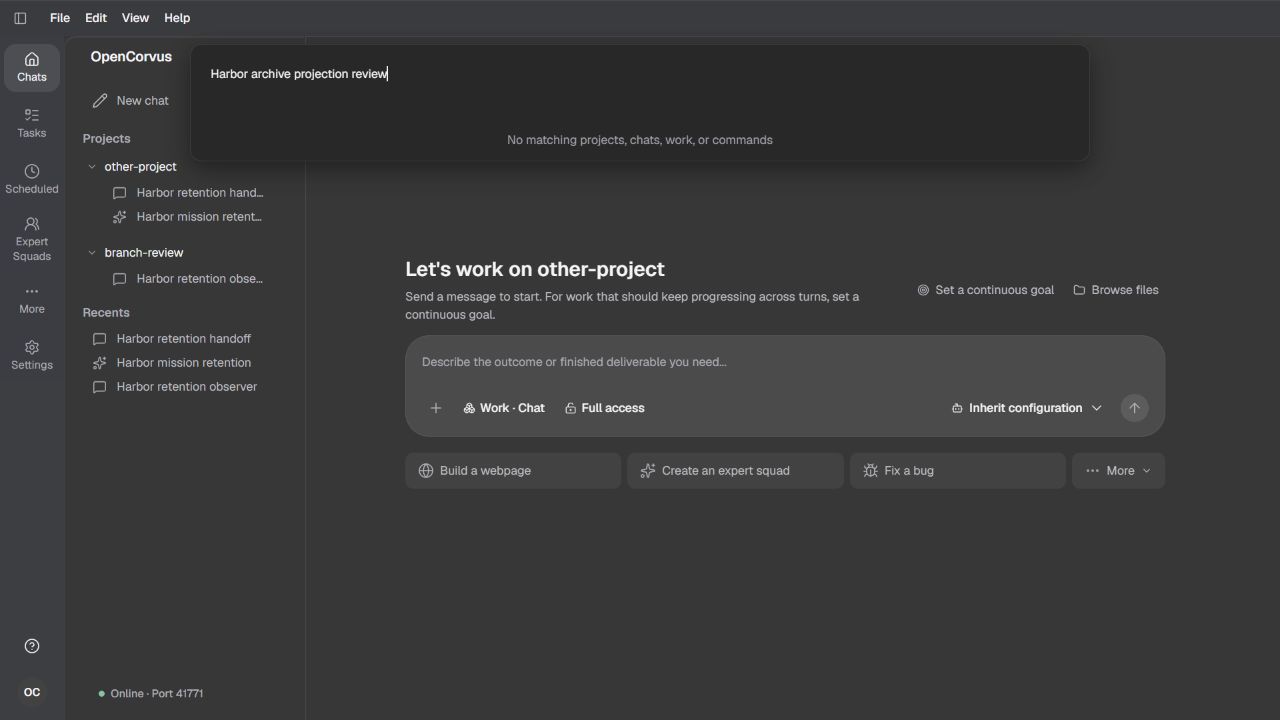 File Edit View Help
Chats
Tasks
Scheduled
Expert
Squads
More
Settings
OC
OpenCorvus
New chat
Projects
other-project
Harbor retention hand...
Harbor mission retent...
branch-review
Harbor retention obse...
Recents
Harbor retention handoff
Harbor mission retention
Harbor retention observer
Online · Port 41771
Harbor archive projection review
No matching projects, chats, work, or commands
Let's work on other-project
Send a message to start. For work that should keep progressing across turns, set a
continuous goal.
Set a continuous goal
Browse files
Describe the outcome or finished deliverable you need...
Work · Chat
Full access
Inherit configuration
Build a webpage
Create an expert squad
Fix a bug
More